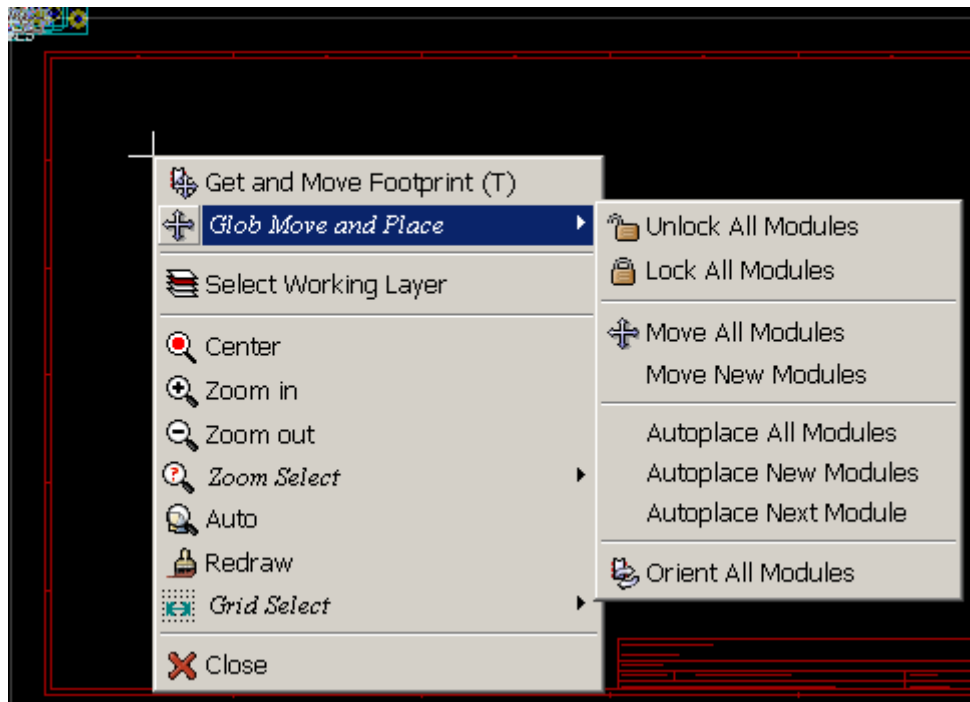 Get and Move Footprint (T)
Glob Move and Place
Select Working Layer
Center
Zoom in
Zoom out
Zoom Select
Auto
Redraw
Grid Select
Close
Unlock All Modules
Lock All Modules
Move All Modules
Move New Modules
Autoplace All Modules
Autoplace New Modules
Autoplace Next Module
Orient All Modules